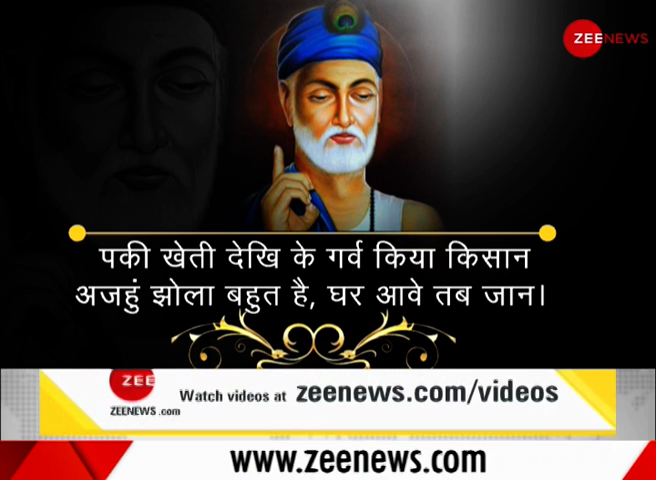 ZEENEWS
पकी खेती देखि के गर्व किया किसान
अजहुं झोला बहुत है, घर आवे तब जान।
ZEE
ZEENEWS.com
Watch videos at zeenews.com/videos
www.zeenews.com